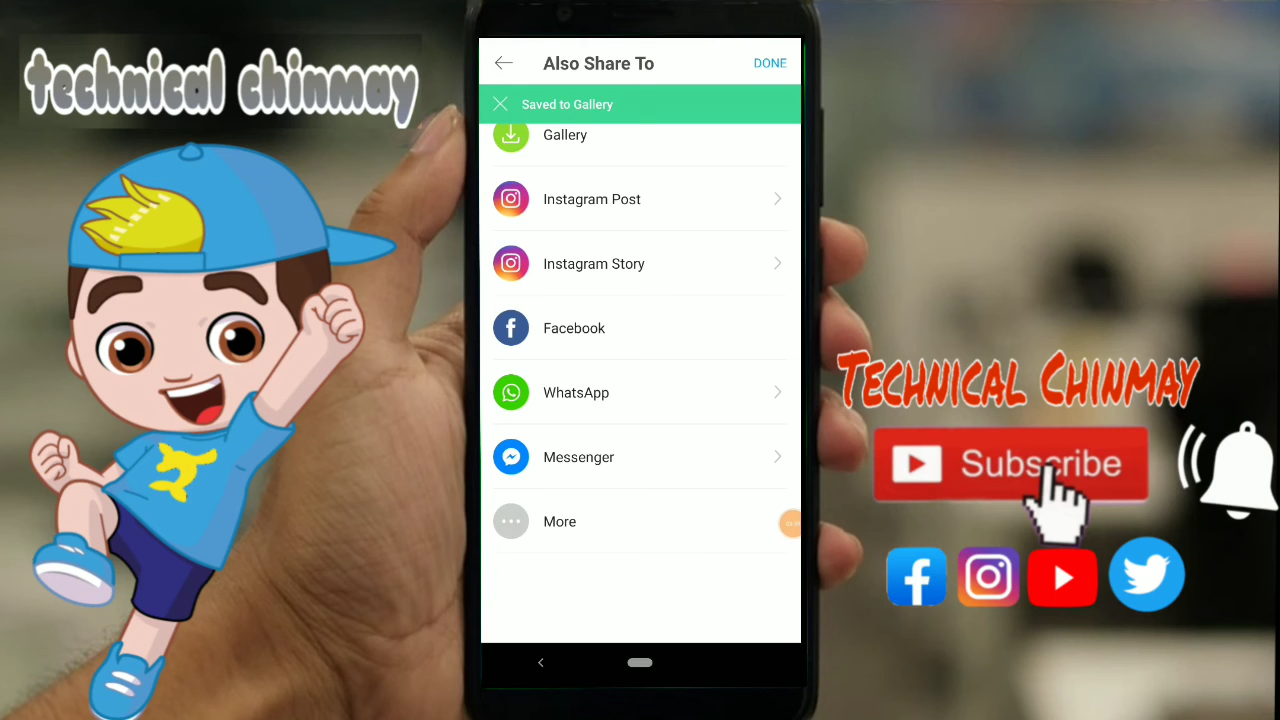 technical chinmay
Also Share To
DONE
Saved to Gallery
Gallery
Instagram Post
Instagram Story
Facebook
WhatsApp
Messenger
More
Technical Chinmay
Subscribe